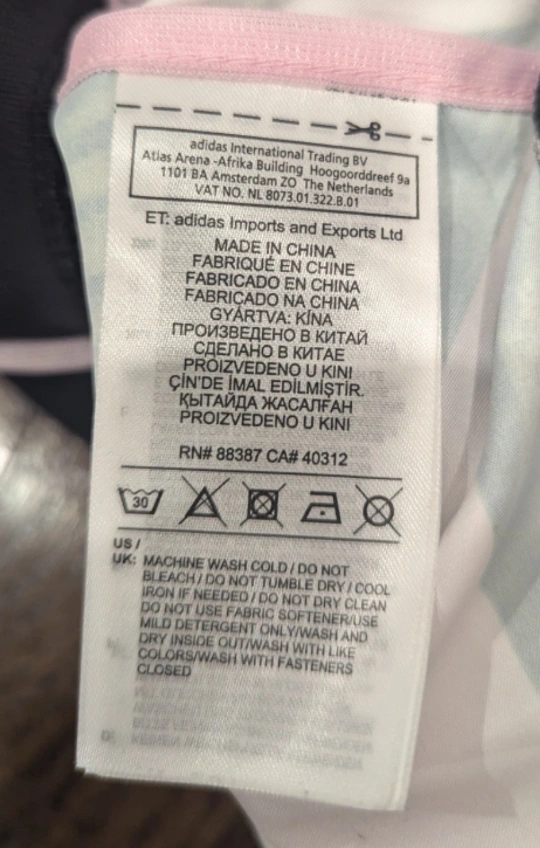 adidas International Trading BV
Atlas Arena -Afrika Building Hoogoorddreef 9a
1101 BA Amsterdam ZO The Netherlands
VAT NO. NL 8073.01.322.B.01
ET: adidas Imports and Exports Ltd
MADE IN CHINA
FABRIQUÉ EN CHINE
FABRICADO EN CHINA
FABRICADO NA CHINA
GYÁRTVA: KÍNA
ПРОИЗВЕДЕНО В КИТАЙ
СДЕЛАНО В КИТАЕ
PROIZVEDENO U KINI
ÇİN'DE İMAL EDİLMİŞTİR.
ҚЫТАЙДА ЖАСАЛҒАН
PROIZVEDENO U KINI
RN# 88387 CA# 40312
30
US /
UK: MACHINE WASH COLD / DO NOT
BLEACH / DO NOT TUMBLE DRY / COOL
IRON IF NEEDED / DO NOT DRY CLEAN
DO NOT USE FABRIC SOFTENER/USE
MILD DETERGENT ONLY/WASH AND
DRY INSIDE OUT/WASH WITH LIKE
COLORS/WASH WITH FASTENERS
CLOSED